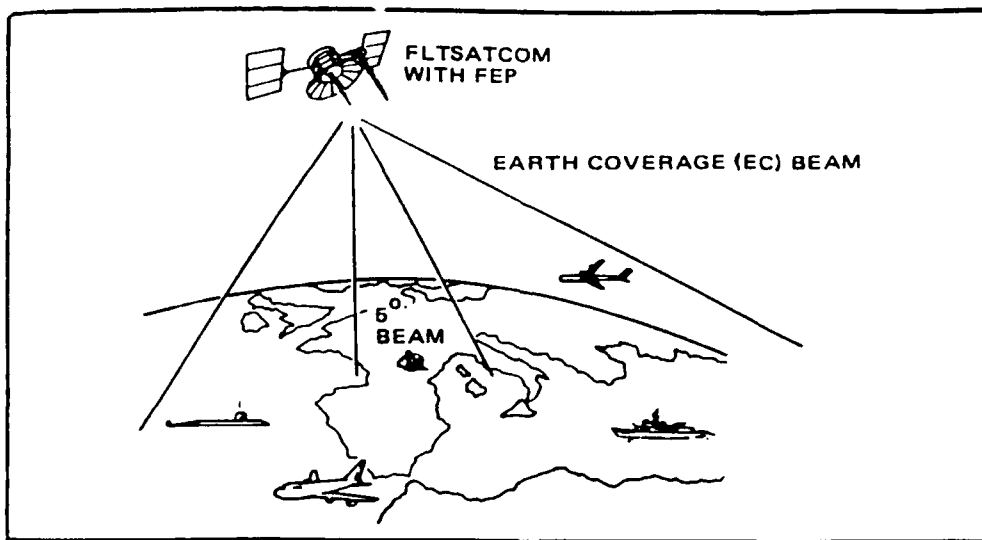 FLTSATCOM
WITH FEP
EARTH COVERAGE (EC) BEAM
5°
BEAM